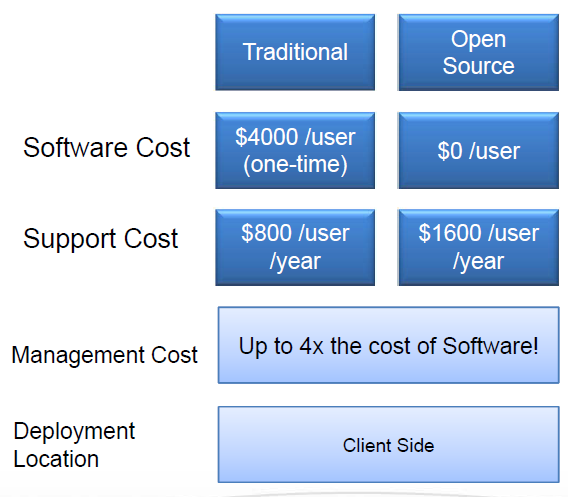 Traditional
Open
Source
Software Cost
$4000 /user
(one-time)
$0 /user
Support Cost
$800 /user
/year
$1600 /user
/year
Management Cost
Up to 4x the cost of Software!
Deployment
Location
Client Side